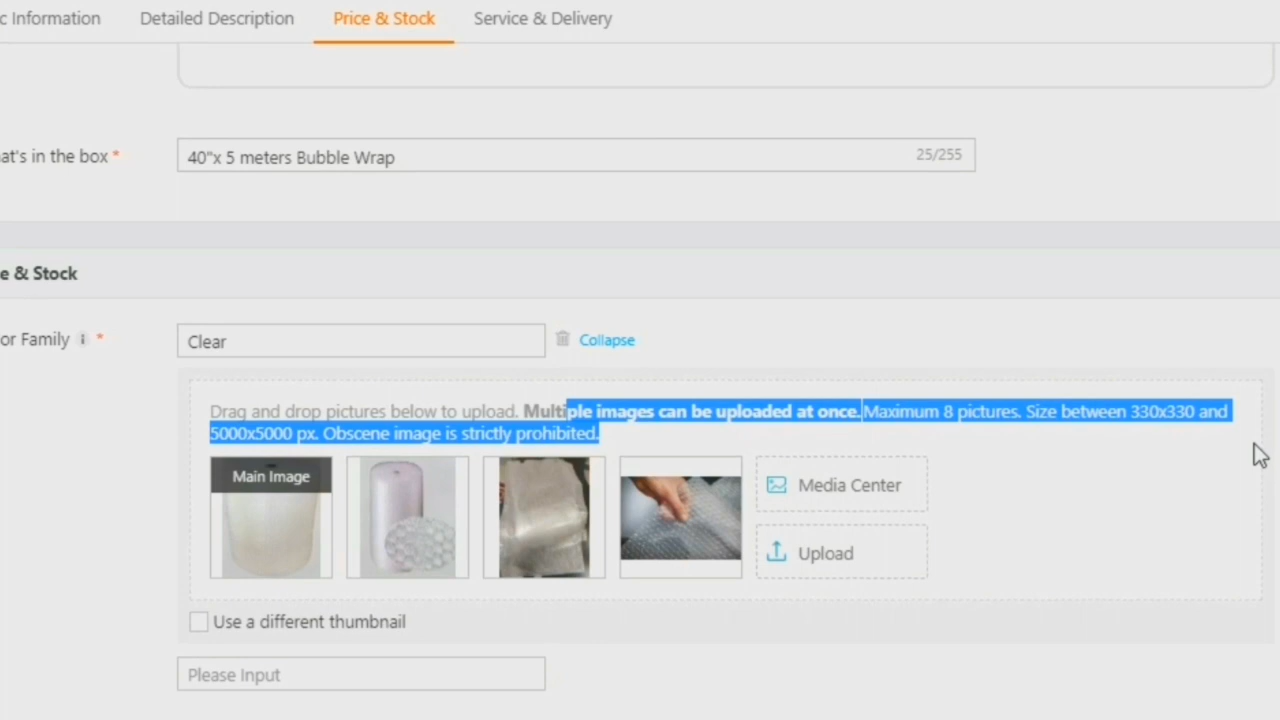 c Information Detailed Description Price & Stock Service & Delivery
at's in the box * 40"x 5 meters Bubble Wrap 25/255
e & Stock
or Family i * Clear Collapse
Drag and drop pictures below to upload. Multiple images can be uploaded at once. Maximum 8 pictures. Size between 330x330 and
5000x5000 px. Obscene image is strictly prohibited.
Main Image
Media Center
Upload
Use a different thumbnail
Please Input